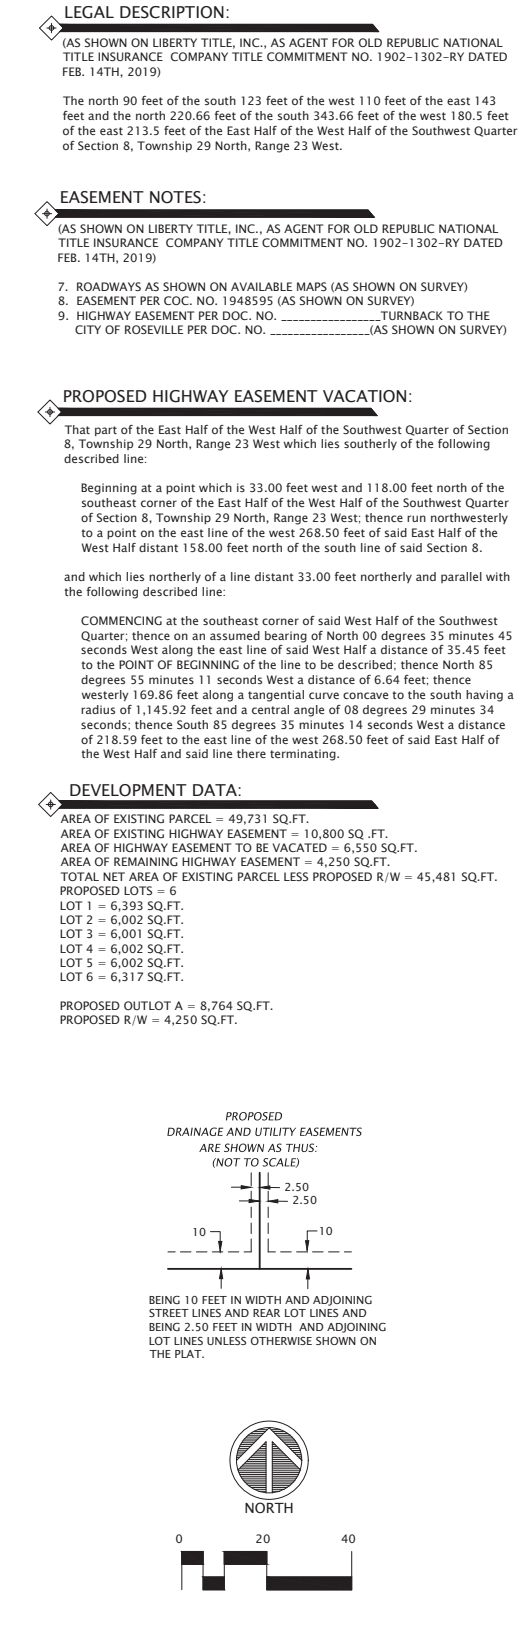 LEGAL DESCRIPTION:
(AS SHOWN ON LIBERTY TITLE, INC., AS AGENT FOR OLD REPUBLIC NATIONAL
TITLE INSURANCE COMPANY TITLE COMMITMENT NO. 1902-1302-RY DATED
FEB. 14TH, 2019)
The north 90 feet of the south 123 feet of the west 110 feet of the east 143
feet and the north 220.66 feet of the south 343.66 feet of the west 180.5 feet
of the east 213.5 feet of the East Half of the West Half of the Southwest Quarter
of Section 8, Township 29 North, Range 23 West.
EASEMENT NOTES:
(AS SHOWN ON LIBERTY TITLE, INC., AS AGENT FOR OLD REPUBLIC NATIONAL
TITLE INSURANCE COMPANY TITLE COMMITMENT NO. 1902-1302-RY DATED
FEB. 14TH, 2019)
7. ROADWAYS AS SHOWN ON AVAILABLE MAPS (AS SHOWN ON SURVEY)
8. EASEMENT PER COC. NO. 1948595 (AS SHOWN ON SURVEY)
9. HIGHWAY EASEMENT PER DOC. NO. _________________TURNBACK TO THE
CITY OF ROSEVILLE PER DOC. NO. _________________(AS SHOWN ON SURVEY)
PROPOSED HIGHWAY EASEMENT VACATION:
That part of the East Half of the West Half of the Southwest Quarter of Section
8, Township 29 North, Range 23 West which lies southerly of the following
described line:
Beginning at a point which is 33.00 feet west and 118.00 feet north of the
southeast corner of the East Half of the West Half of the Southwest Quarter
of Section 8, Township 29 North, Range 23 West; thence run northwesterly
to a point on the east line of the west 268.50 feet of said East Half of the
West Half distant 158.00 feet north of the south line of said Section 8.
and which lies northerly of a line distant 33.00 feet northerly and parallel with
the following described line:
COMMENCING at the southeast corner of said West Half of the Southwest
Quarter; thence on an assumed bearing of North 00 degrees 35 minutes 45
seconds West along the east line of said West Half a distance of 35.45 feet
to the POINT OF BEGINNING of the line to be described; thence North 85
degrees 55 minutes 11 seconds West a distance of 6.64 feet; thence
westerly 169.86 feet along a tangential curve concave to the south having a
radius of 1,145.92 feet and a central angle of 08 degrees 29 minutes 34
seconds; thence South 85 degrees 35 minutes 14 seconds West a distance
of 218.59 feet to the east line of the west 268.50 feet of said East Half of
the West Half and said line there terminating.
DEVELOPMENT DATA:
AREA OF EXISTING PARCEL = 49,731 SQ.FT.
AREA OF EXISTING HIGHWAY EASEMENT = 10,800 SQ .FT.
AREA OF HIGHWAY EASEMENT TO BE VACATED = 6,550 SQ.FT.
AREA OF REMAINING HIGHWAY EASEMENT = 4,250 SQ.FT.
TOTAL NET AREA OF EXISTING PARCEL LESS PROPOSED R/W = 45,481 SQ.FT.
PROPOSED LOTS = 6
LOT 1 = 6,393 SQ.FT.
LOT 2 = 6,002 SQ.FT.
LOT 3 = 6,001 SQ.FT.
LOT 4 = 6,002 SQ.FT.
LOT 5 = 6,002 SQ.FT.
LOT 6 = 6,317 SQ.FT.
PROPOSED OUTLOT A = 8,764 SQ.FT.
PROPOSED R/W = 4,250 SQ.FT.
PROPOSED
DRAINAGE AND UTILITY EASEMENTS
ARE SHOWN AS THUS:
(NOT TO SCALE)
2.50
2.50
10 10
BEING 10 FEET IN WIDTH AND ADJOINING
STREET LINES AND REAR LOT LINES AND
BEING 2.50 FEET IN WIDTH AND ADJOINING
LOT LINES UNLESS OTHERWISE SHOWN ON
THE PLAT.
NORTH
0 20 40